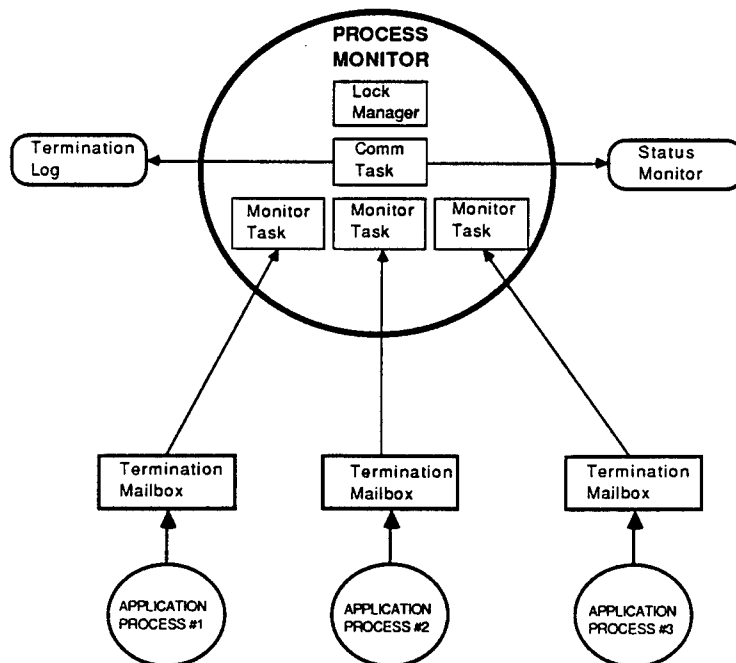 PROCESS
MONITOR
Lock
Manager
Termination
Log
Comm
Task
Status
Monitor
Monitor
Task
Monitor
Task
Monitor
Task
Termination
Mailbox
Termination
Mailbox
Termination
Mailbox
APPLICATION
PROCESS #1
APPLICATION
PROCESS #2
APPLICATION
PROCESS #3